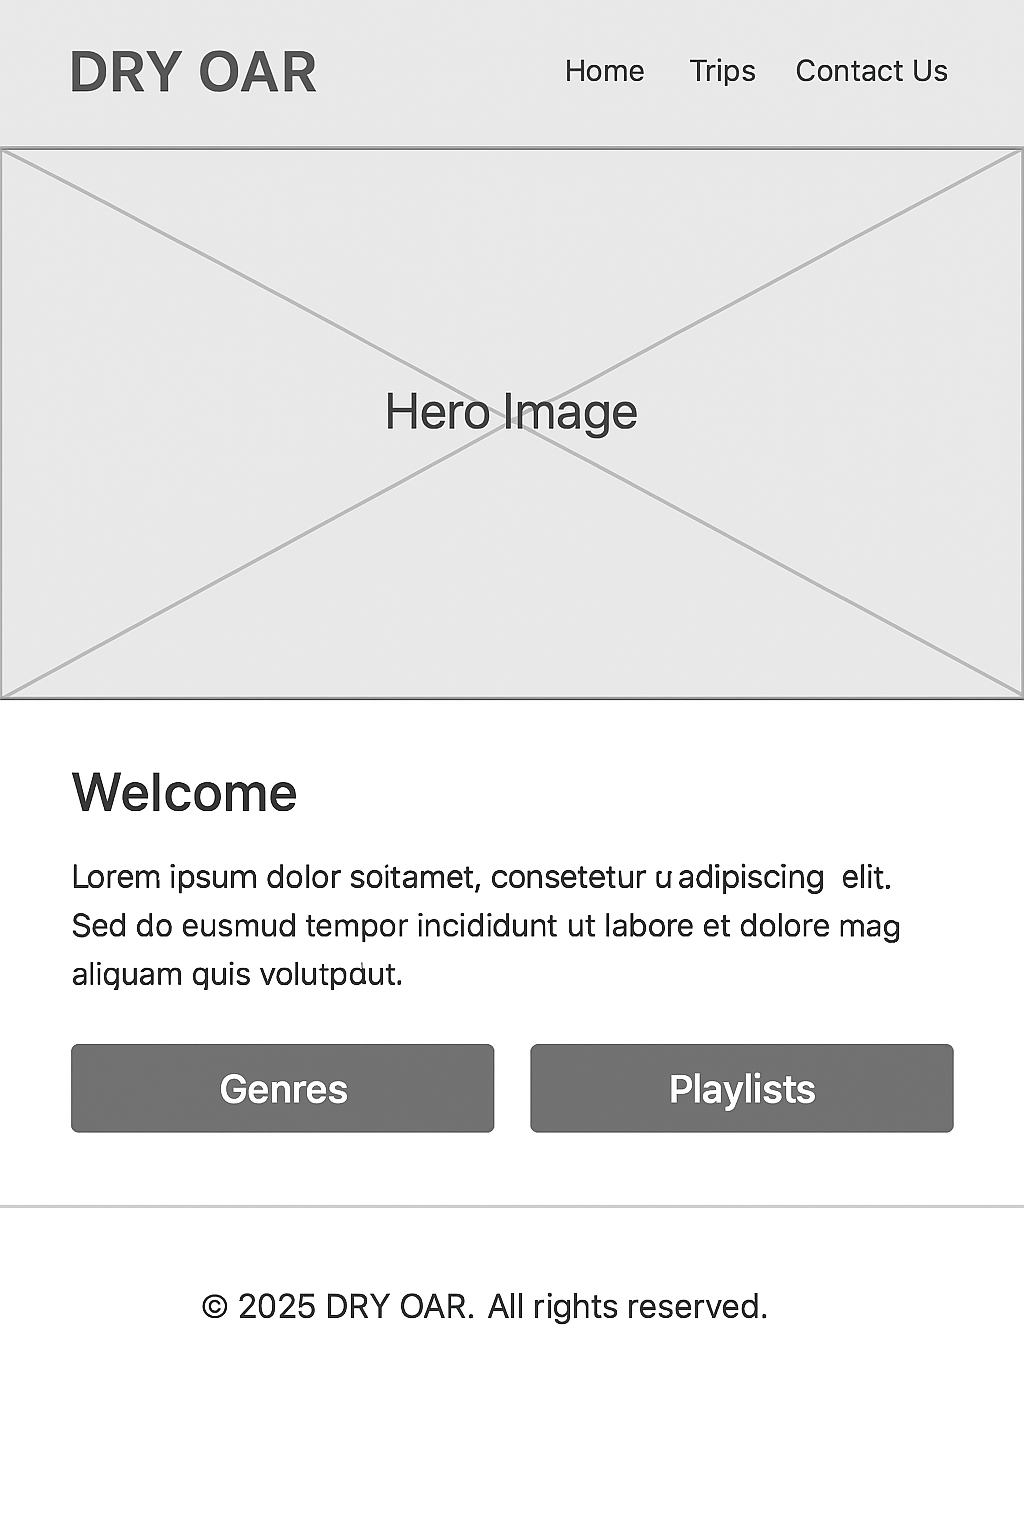 DRY OAR
Home Trips Contact Us
Hero Image
Welcome
Lorem ipsum dolor soitamet, consetetur u adipiscing elit.
Sed do eusmud tempor incididunt ut labore et dolore mag
aliquam quis volutpaut.
Genres Playlists
© 2025 DRY OAR. All rights reserved.